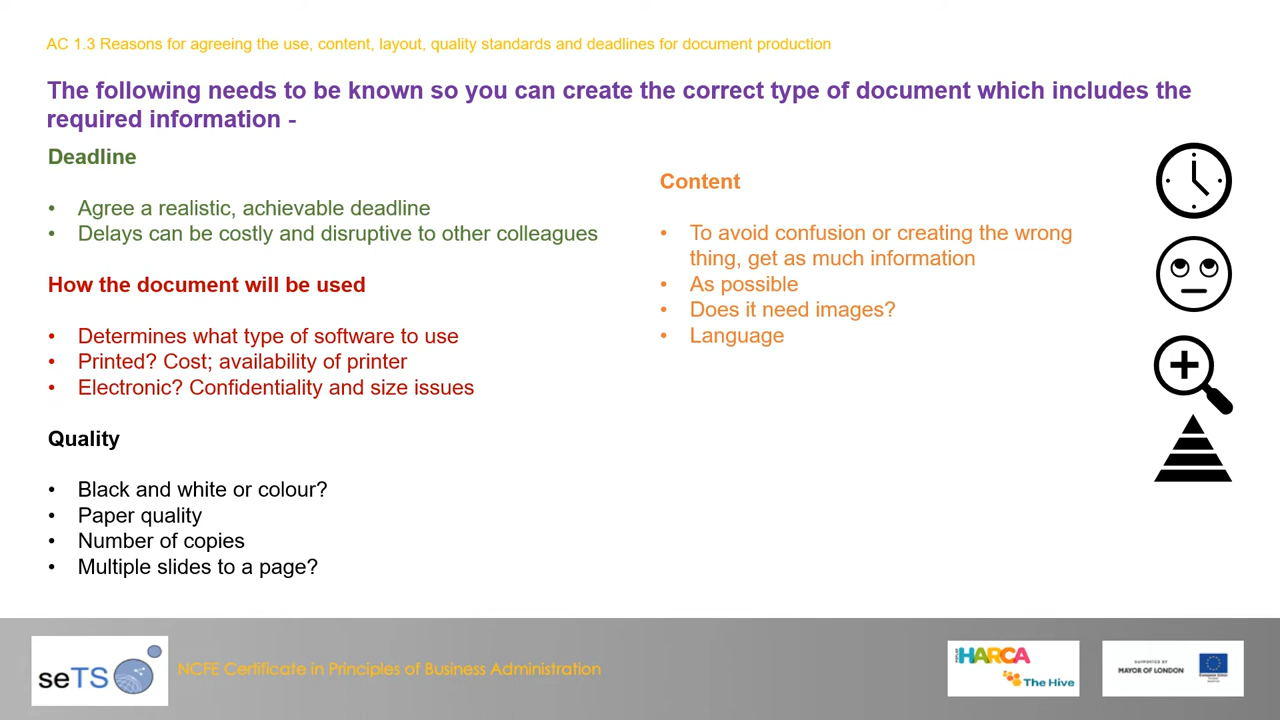 AC 1.3 Reasons for agreeing the use, content, layout, quality standards and deadlines for document production
The following needs to be known so you can create the correct type of document which includes the
required information -
Deadline
• Agree a realistic, achievable deadline
• Delays can be costly and disruptive to other colleagues
How the document will be used
• Determines what type of software to use
• Printed? Cost; availability of printer
• Electronic? Confidentiality and size issues
Quality
• Black and white or colour?
• Paper quality
• Number of copies
• Multiple slides to a page?
Content
• To avoid confusion or creating the wrong
thing, get as much information
• As possible
• Does it need images?
• Language
seTS
NCFE Certificate in Principles of Business Administration
HARCA
The Hive
SUPPORTED BY
MAYOR OF LONDON